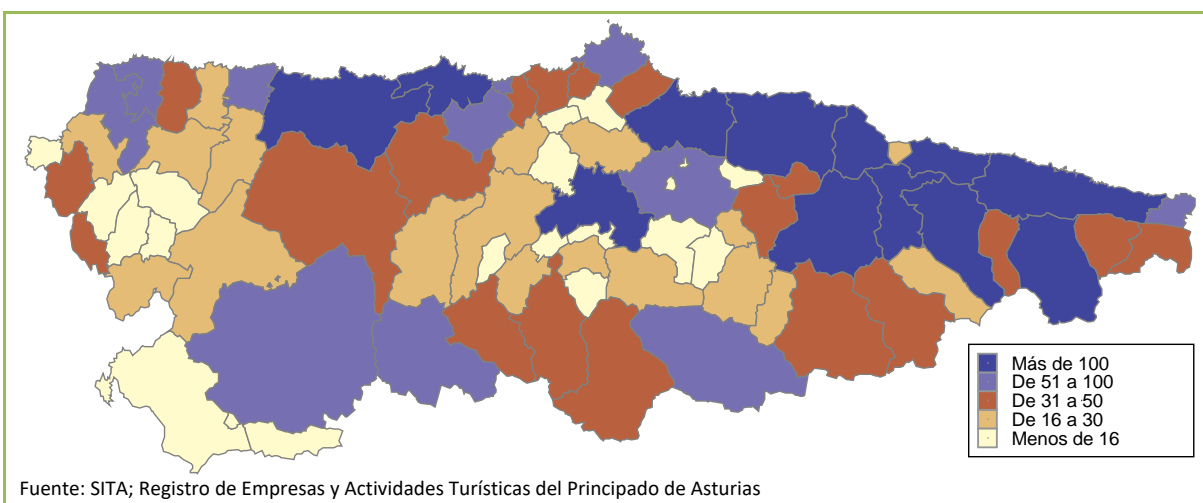 Más de 100
De 51 a 100
De 31 a 50
De 16 a 30
Menos de 16
Fuente: SITA; Registro de Empresas y Actividades Turísticas del Principado de Asturias